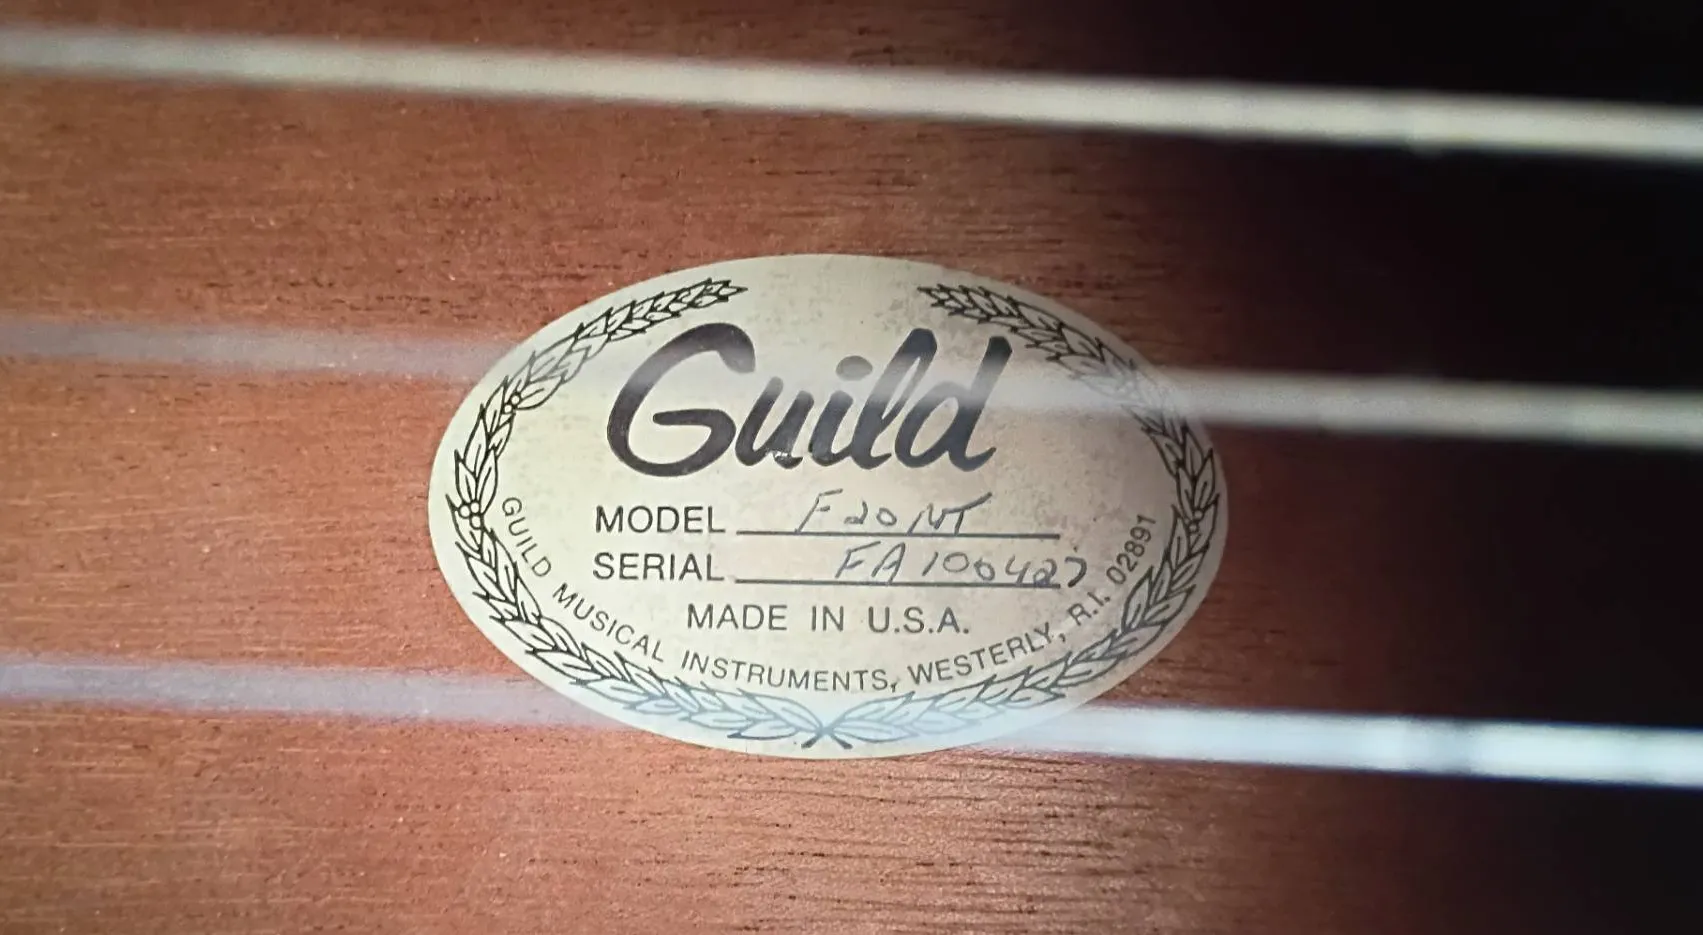 Guild
MODEL F20NT
SERIAL FA100427
MADE IN U.S.A.
GUILD MUSICAL INSTRUMENTS, WESTERLY, R.I. 02891